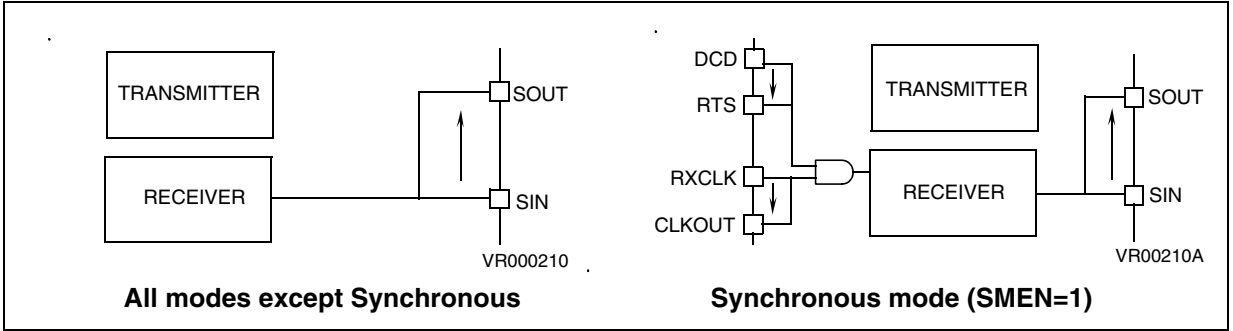 TRANSMITTER
SOUT
RECEIVER
SIN
VR000210
All modes except Synchronous
DCD
RTS
RXCLK
CLKOUT
TRANSMITTER
SOUT
RECEIVER
SIN
VR00210A
Synchronous mode (SMEN=1)